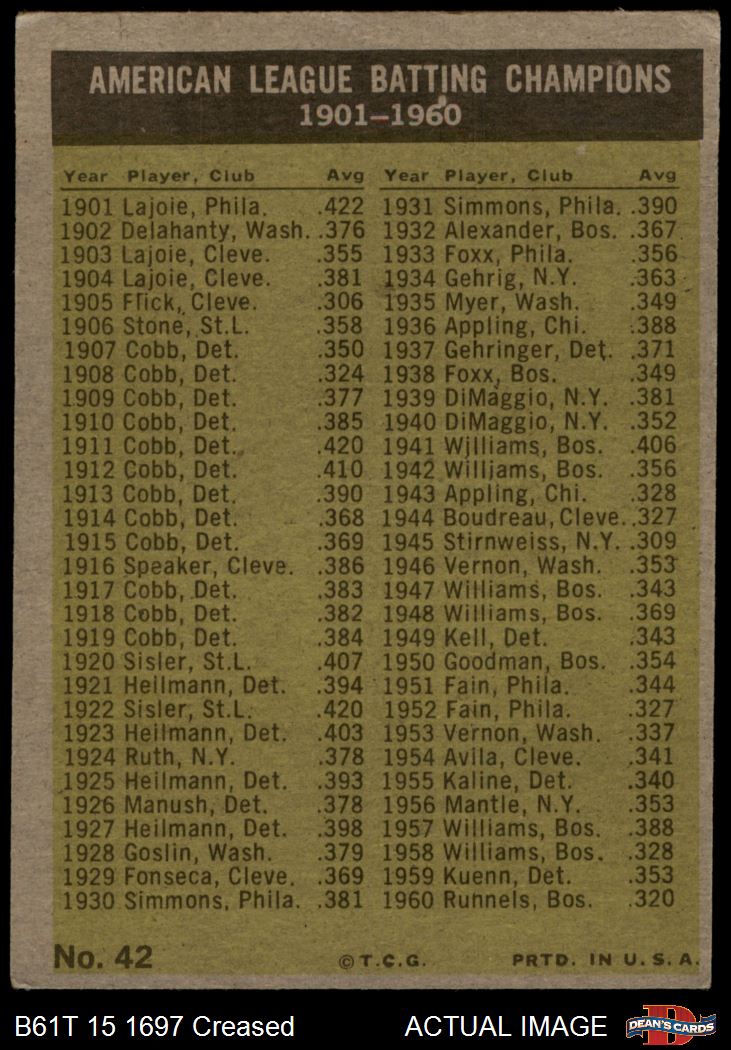 AMERICAN LEAGUE BATTING CHAMPIONS
1901–1960
Year Player, Club Avg
1901 Lajoie, Phila. .422
1902 Delahanty, Wash. .376
1903 Lajoie, Cleve. .355
1904 Lajoie, Cleve. .381
1905 Flick, Cleve. .306
1906 Stone, St.L. .358
1907 Cobb, Det. .350
1908 Cobb, Det. .324
1909 Cobb, Det. .377
1910 Cobb, Det. .385
1911 Cobb, Det. .420
1912 Cobb, Det. .410
1913 Cobb, Det. .390
1914 Cobb, Det. .368
1915 Cobb, Det. .369
1916 Speaker, Cleve. .386
1917 Cobb, Det. .383
1918 Cobb, Det. .382
1919 Cobb, Det. .384
1920 Sisler, St.L. .407
1921 Heilmann, Det. .394
1922 Sisler, St.L. .420
1923 Heilmann, Det. .403
1924 Ruth, N.Y. .378
1925 Heilmann, Det. .393
1926 Manush, Det. .378
1927 Heilmann, Det. .398
1928 Goslin, Wash. .379
1929 Fonseca, Cleve. .369
1930 Simmons, Phila. .381
Year Player, Club Avg
1931 Simmons, Phila. .390
1932 Alexander, Bos. .367
1933 Foxx, Phila. .356
1934 Gehrig, N.Y. .363
1935 Myer, Wash. .349
1936 Appling, Chi. .388
1937 Gehringer, Det. .371
1938 Foxx, Bos. .349
1939 DiMaggio, N.Y. .381
1940 DiMaggio, N.Y. .352
1941 Williams, Bos. .406
1942 Williams, Bos. .356
1943 Appling, Chi. .328
1944 Boudreau, Cleve. .327
1945 Stirnweiss, N.Y. .309
1946 Vernon, Wash. .353
1947 Williams, Bos. .343
1948 Williams, Bos. .369
1949 Kell, Det. .343
1950 Goodman, Bos. .354
1951 Fain, Phila. .344
1952 Fain, Phila. .327
1953 Vernon, Wash. .337
1954 Avila, Cleve. .341
1955 Kaline, Det. .340
1956 Mantle, N.Y. .353
1957 Williams, Bos. .388
1958 Williams, Bos. .328
1959 Kuenn, Det. .353
1960 Runnels, Bos. .320
No. 42 © T.C.G. PRTD. IN U.S.A.
B61T 15 1697 Creased ACTUAL IMAGE DEAN'S CARDS